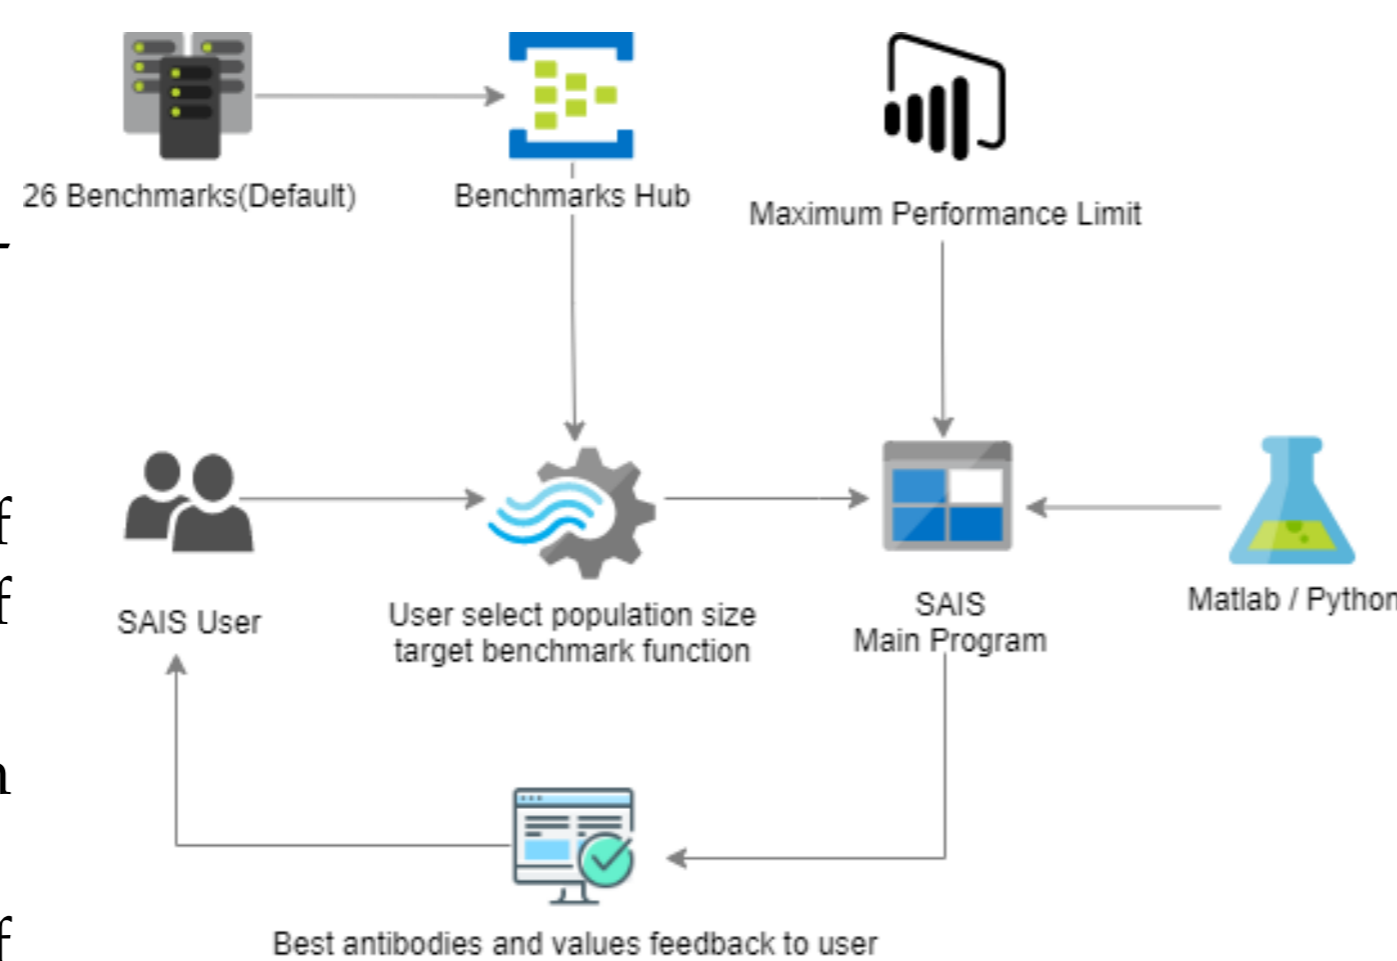 26 Benchmarks(Default)
Benchmarks Hub
Maximum Performance Limit
-
f
f
SAIS User
User select population size
target benchmark function
SAIS
Main Program
Matlab / Python
n
f
Best antibodies and values feedback to user